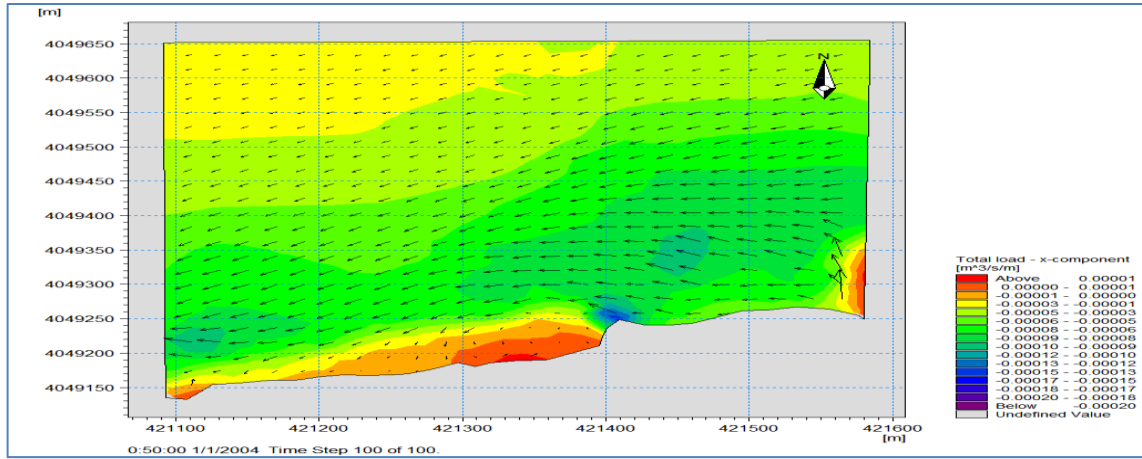 [m]
4049650
4049600
4049550
4049500
4049450
4049400
4049350
4049300
4049250
4049200
4049150
N
421100 421200 421300 421400 421500
[m]
0:50:00 1/1/2004 Time Step 100 of 100.
Total load - x-component
[m^3/s/m]
Above 0.00001
0.00000 - 0.00001
-0.00001 - 0.00000
-0.00003 - -0.00001
-0.00005 - -0.00003
-0.00006 - -0.00005
-0.00008 - -0.00006
-0.00009 - -0.00008
-0.00010 - -0.00009
-0.00012 - -0.00010
-0.00013 - -0.00012
-0.00015 - -0.00013
-0.00017 - -0.00015
-0.00018 - -0.00017
-0.00020 - -0.00018
Below -0.00020
Undefined Value